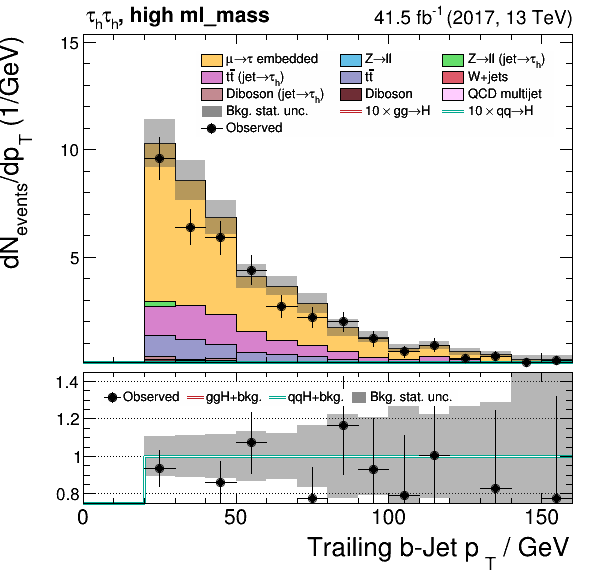 τhτh, high ml_mass 41.5 fb⁻¹ (2017, 13 TeV)
dNevents/dpT (1/GeV)
15
10
5
μ→τ embedded Z→ll Z→ll (jet→τh)
tt̄ (jet→τh) tt̄ W+jets
Diboson (jet→τh) Diboson QCD multijet
Bkg. stat. unc. 10×gg→H 10×qq→H
Observed
1.4
1.2
1
0.8
Observed ggH+bkg. qqH+bkg. Bkg. stat. unc.
0 50 100 150
Trailing b-Jet pT / GeV